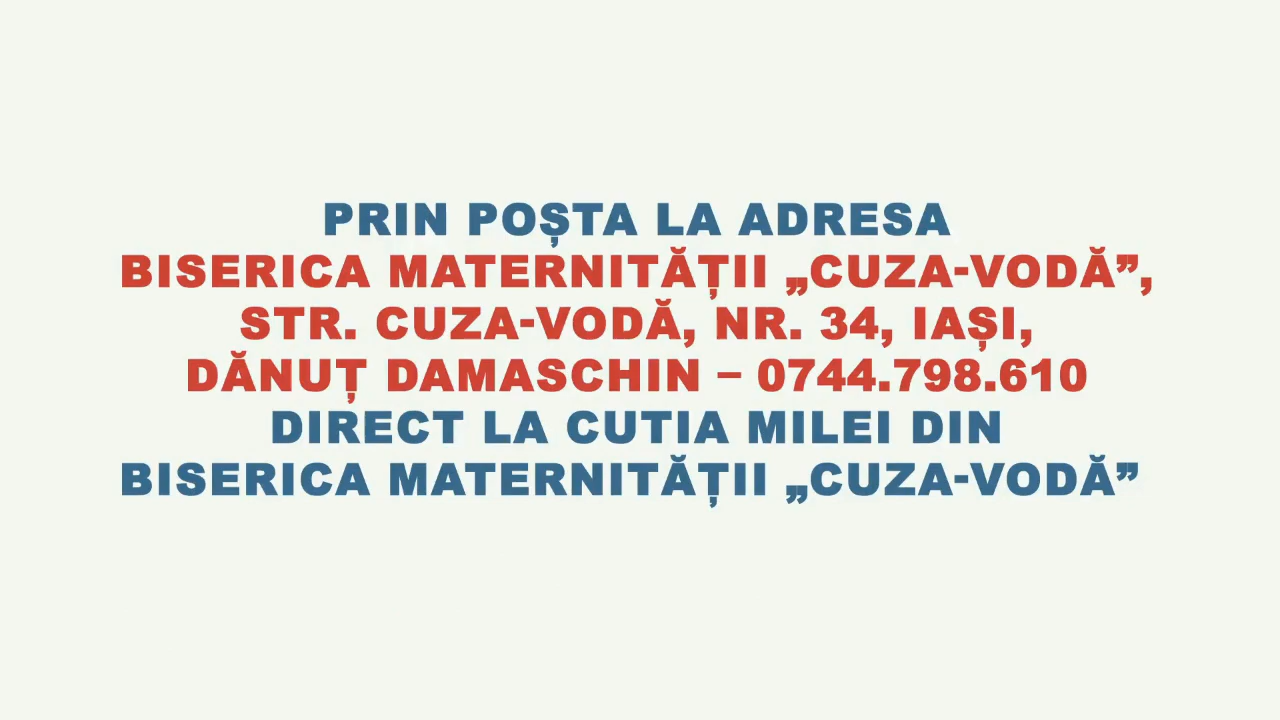 PRIN POȘTA LA ADRESA
BISERICA MATERNITĂȚII „CUZA-VODĂ”,
STR. CUZA-VODĂ, NR. 34, IAȘI,
DĂNUȚ DAMASCHIN – 0744.798.610
DIRECT LA CUTIA MILEI DIN
BISERICA MATERNITĂȚII „CUZA-VODĂ”